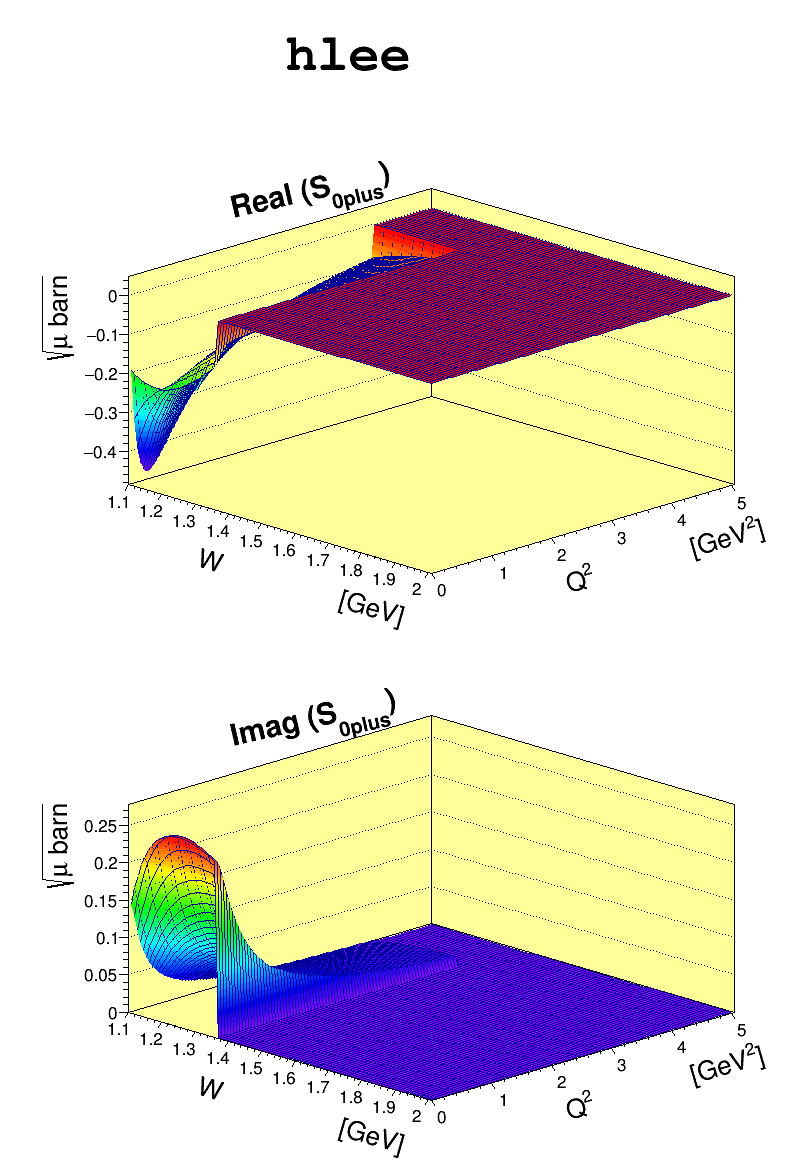 hlee
Real (S0plus)
√μ barn
0
−0.1
−0.2
−0.3
−0.4
1.1 1.2 1.3 1.4 1.5 1.6 1.7 1.8 1.9 2
W [GeV]
0 1 2 3 4 5
Q² [GeV²]
Imag (S0plus)
√μ barn
0.25
0.2
0.15
0.1
0.05
0
1.1 1.2 1.3 1.4 1.5 1.6 1.7 1.8 1.9 2
W [GeV]
0 1 2 3 4 5
Q² [GeV²]